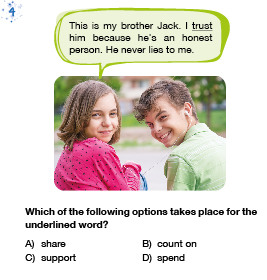 4
This is my brother Jack. I trust
him because he's an honest
person. He never lies to me.
Which of the following options takes place for the
underlined word?
A) share
B) count on
C) support
D) spend